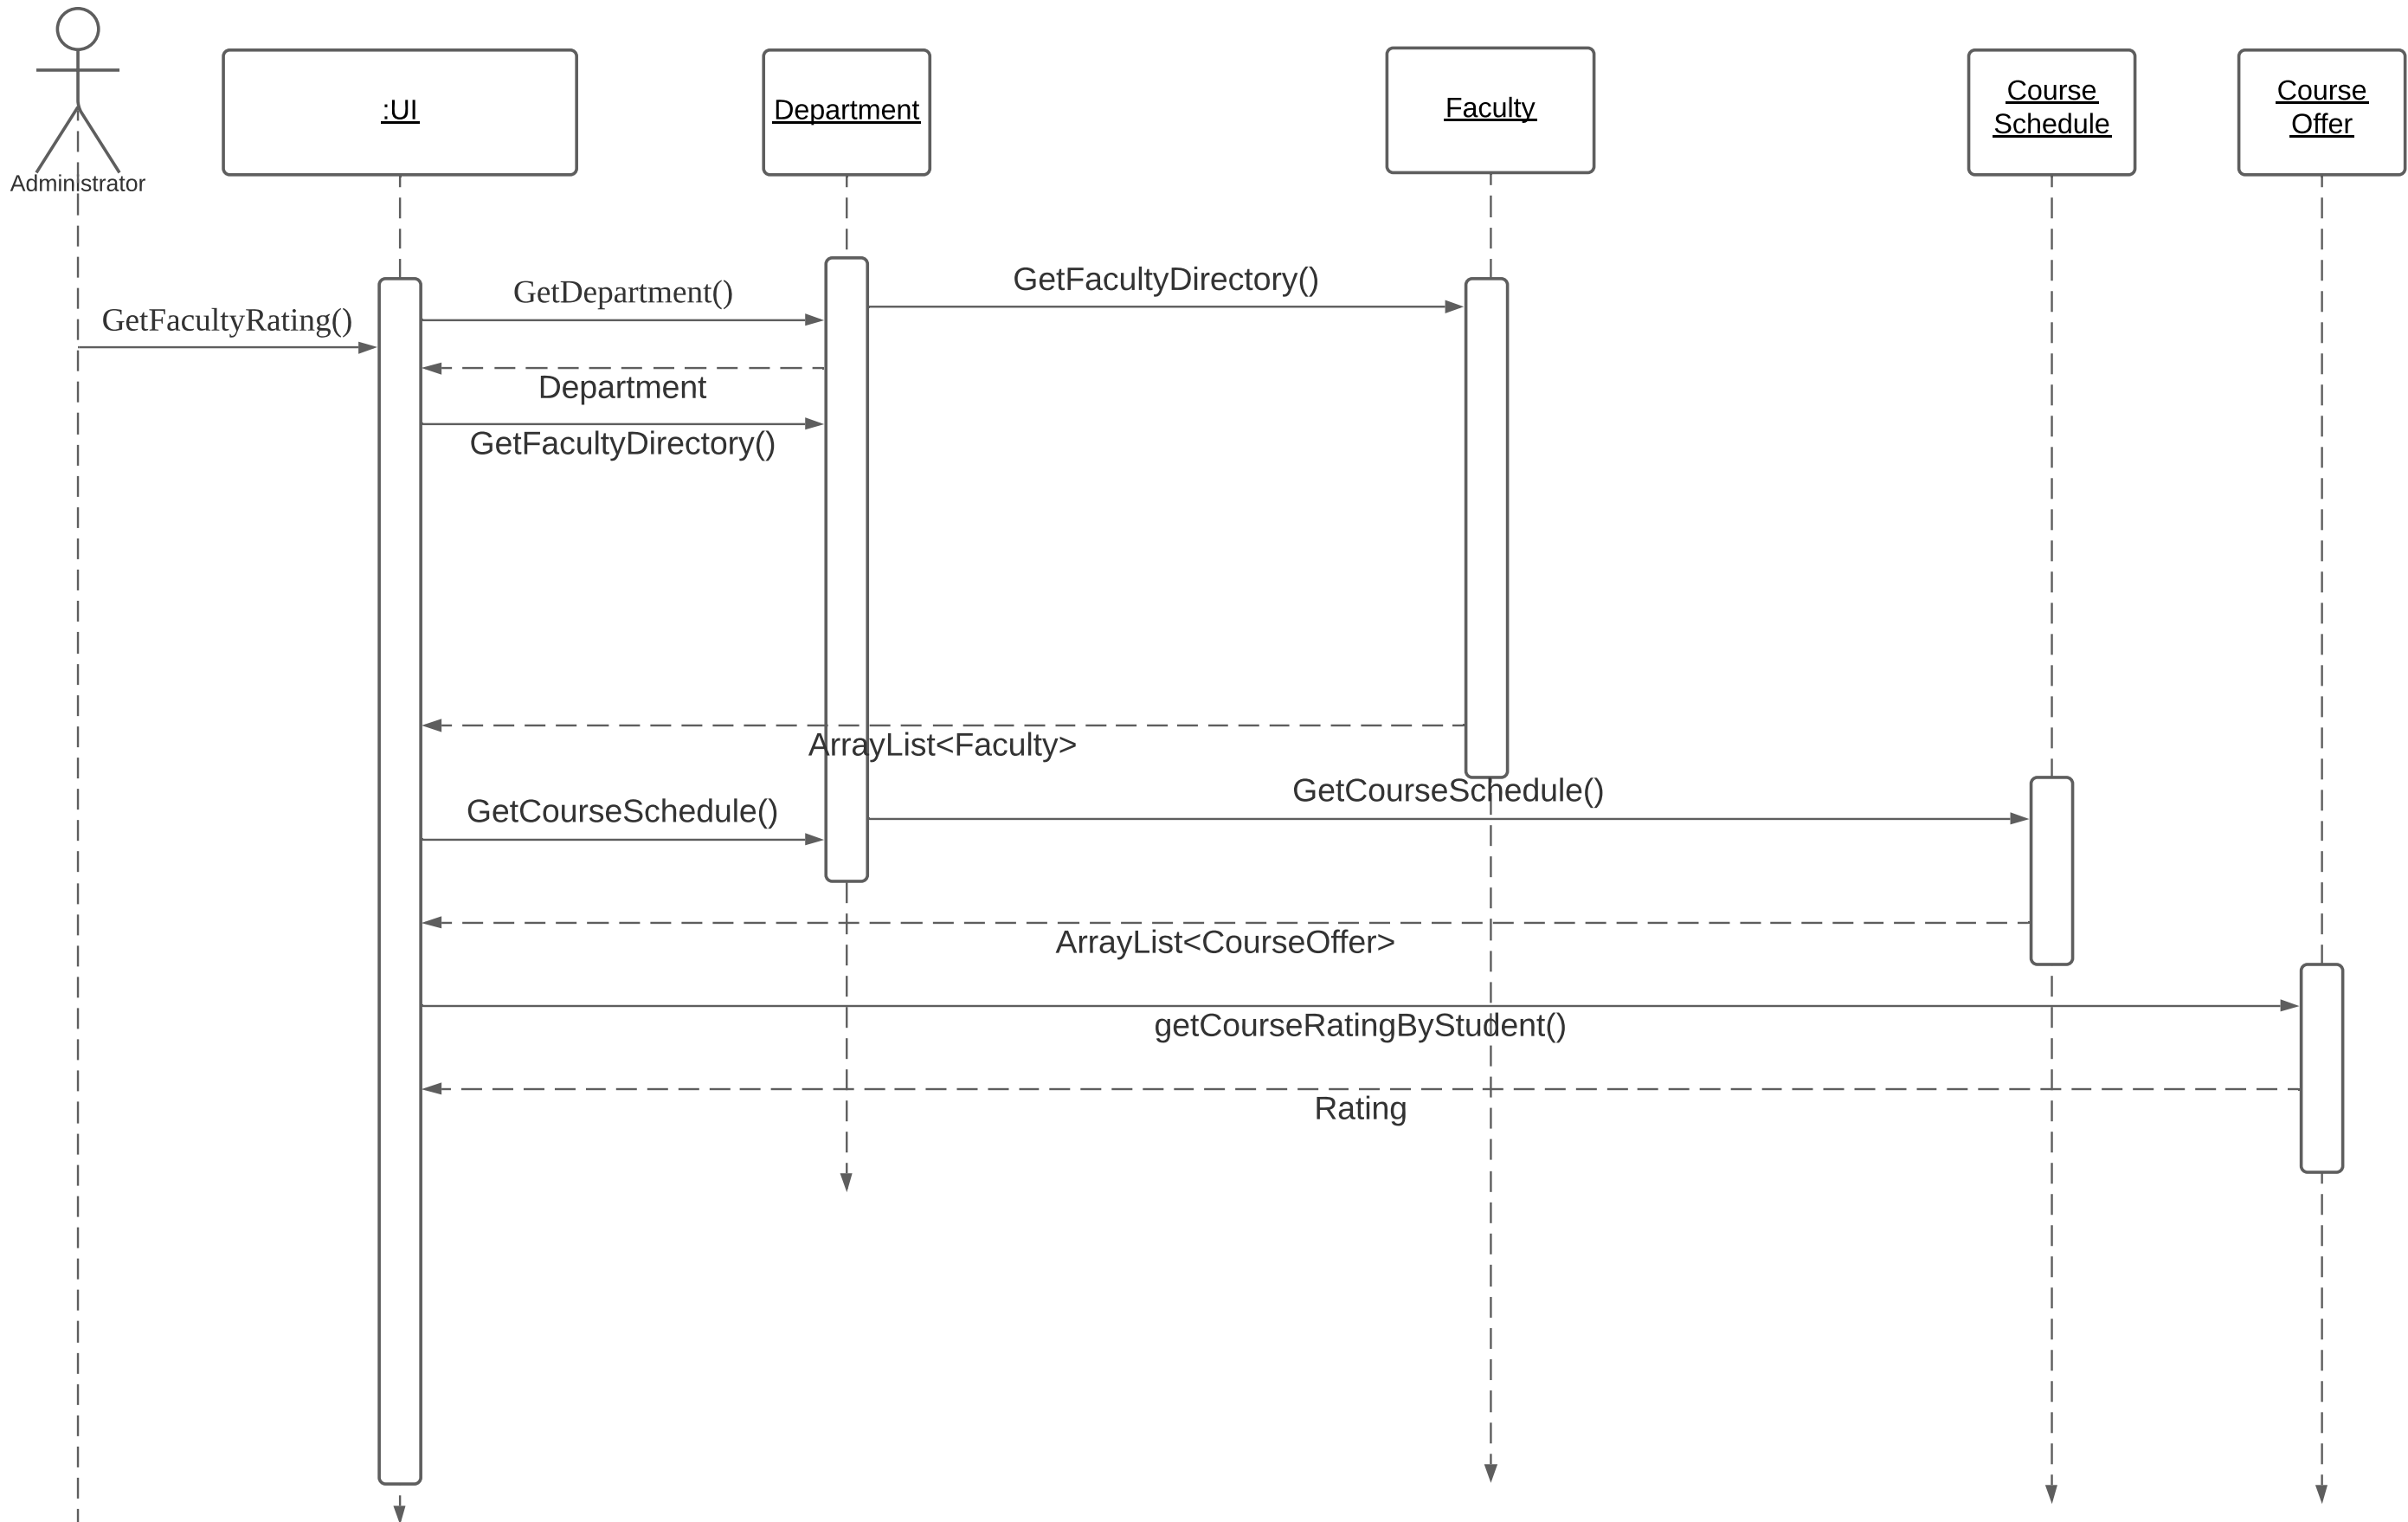 :UI
Department
Faculty
Course
Schedule
Course
Offer
Administrator
GetFacultyDirectory()
GetDepartment()
GetFacultyRating()
Department
GetFacultyDirectory()
ArrayList<Faculty>
GetCourseSchedule()
GetCourseSchedule()
ArrayList<CourseOffer>
getCourseRatingByStudent()
Rating